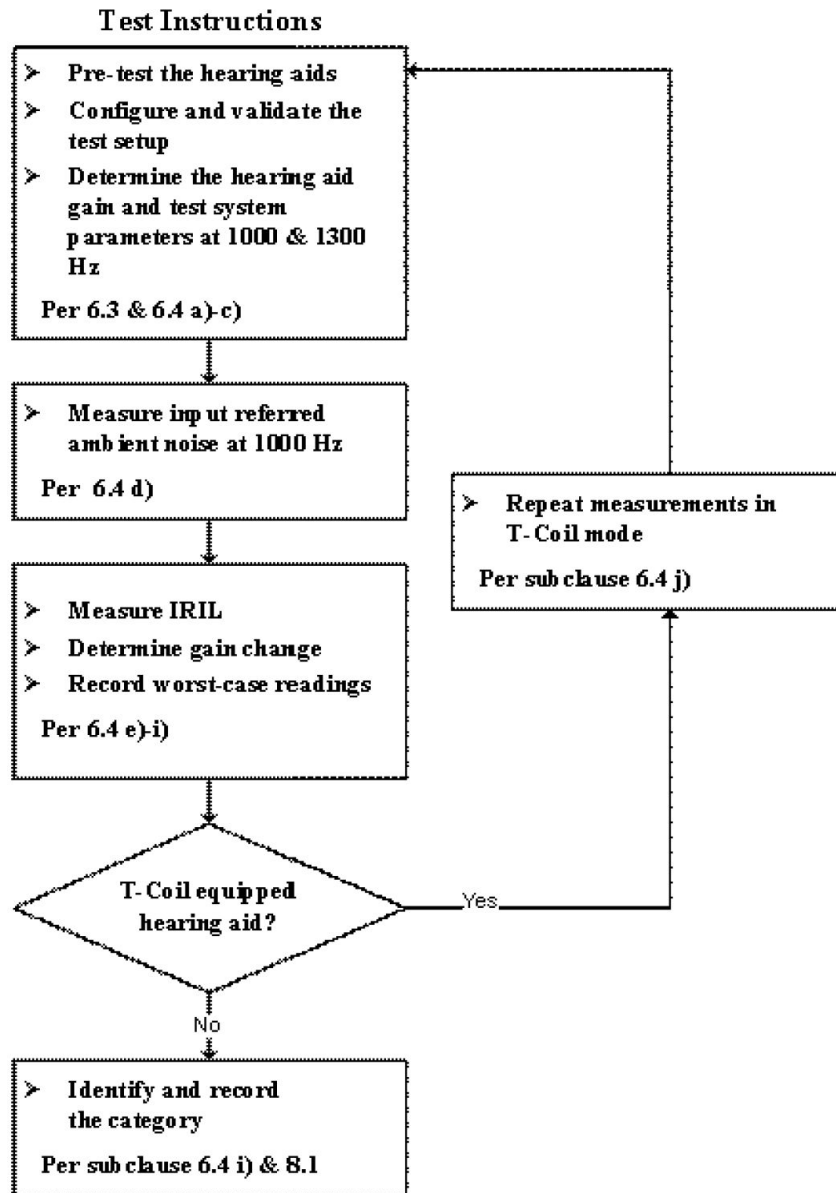 Test Instructions
➢ Pre-test the hearing aids
➢ Configure and validate the
test setup
➢ Determine the hearing aid
gain and test system
parameters at 1000 & 1300
Hz
Per 6.3 & 6.4 a)-c)
➢ Measure input referred
ambient noise at 1000 Hz
Per 6.4 d)
➢ Measure IRIL
➢ Determine gain change
➢ Record worst-case readings
Per 6.4 e)-i)
T-Coil equipped
hearing aid?
Yes
➢ Repeat measurements in
T-Coil mode
Per subclause 6.4 j)
No
➢ Identify and record
the category
Per subclause 6.4 i) & 8.1